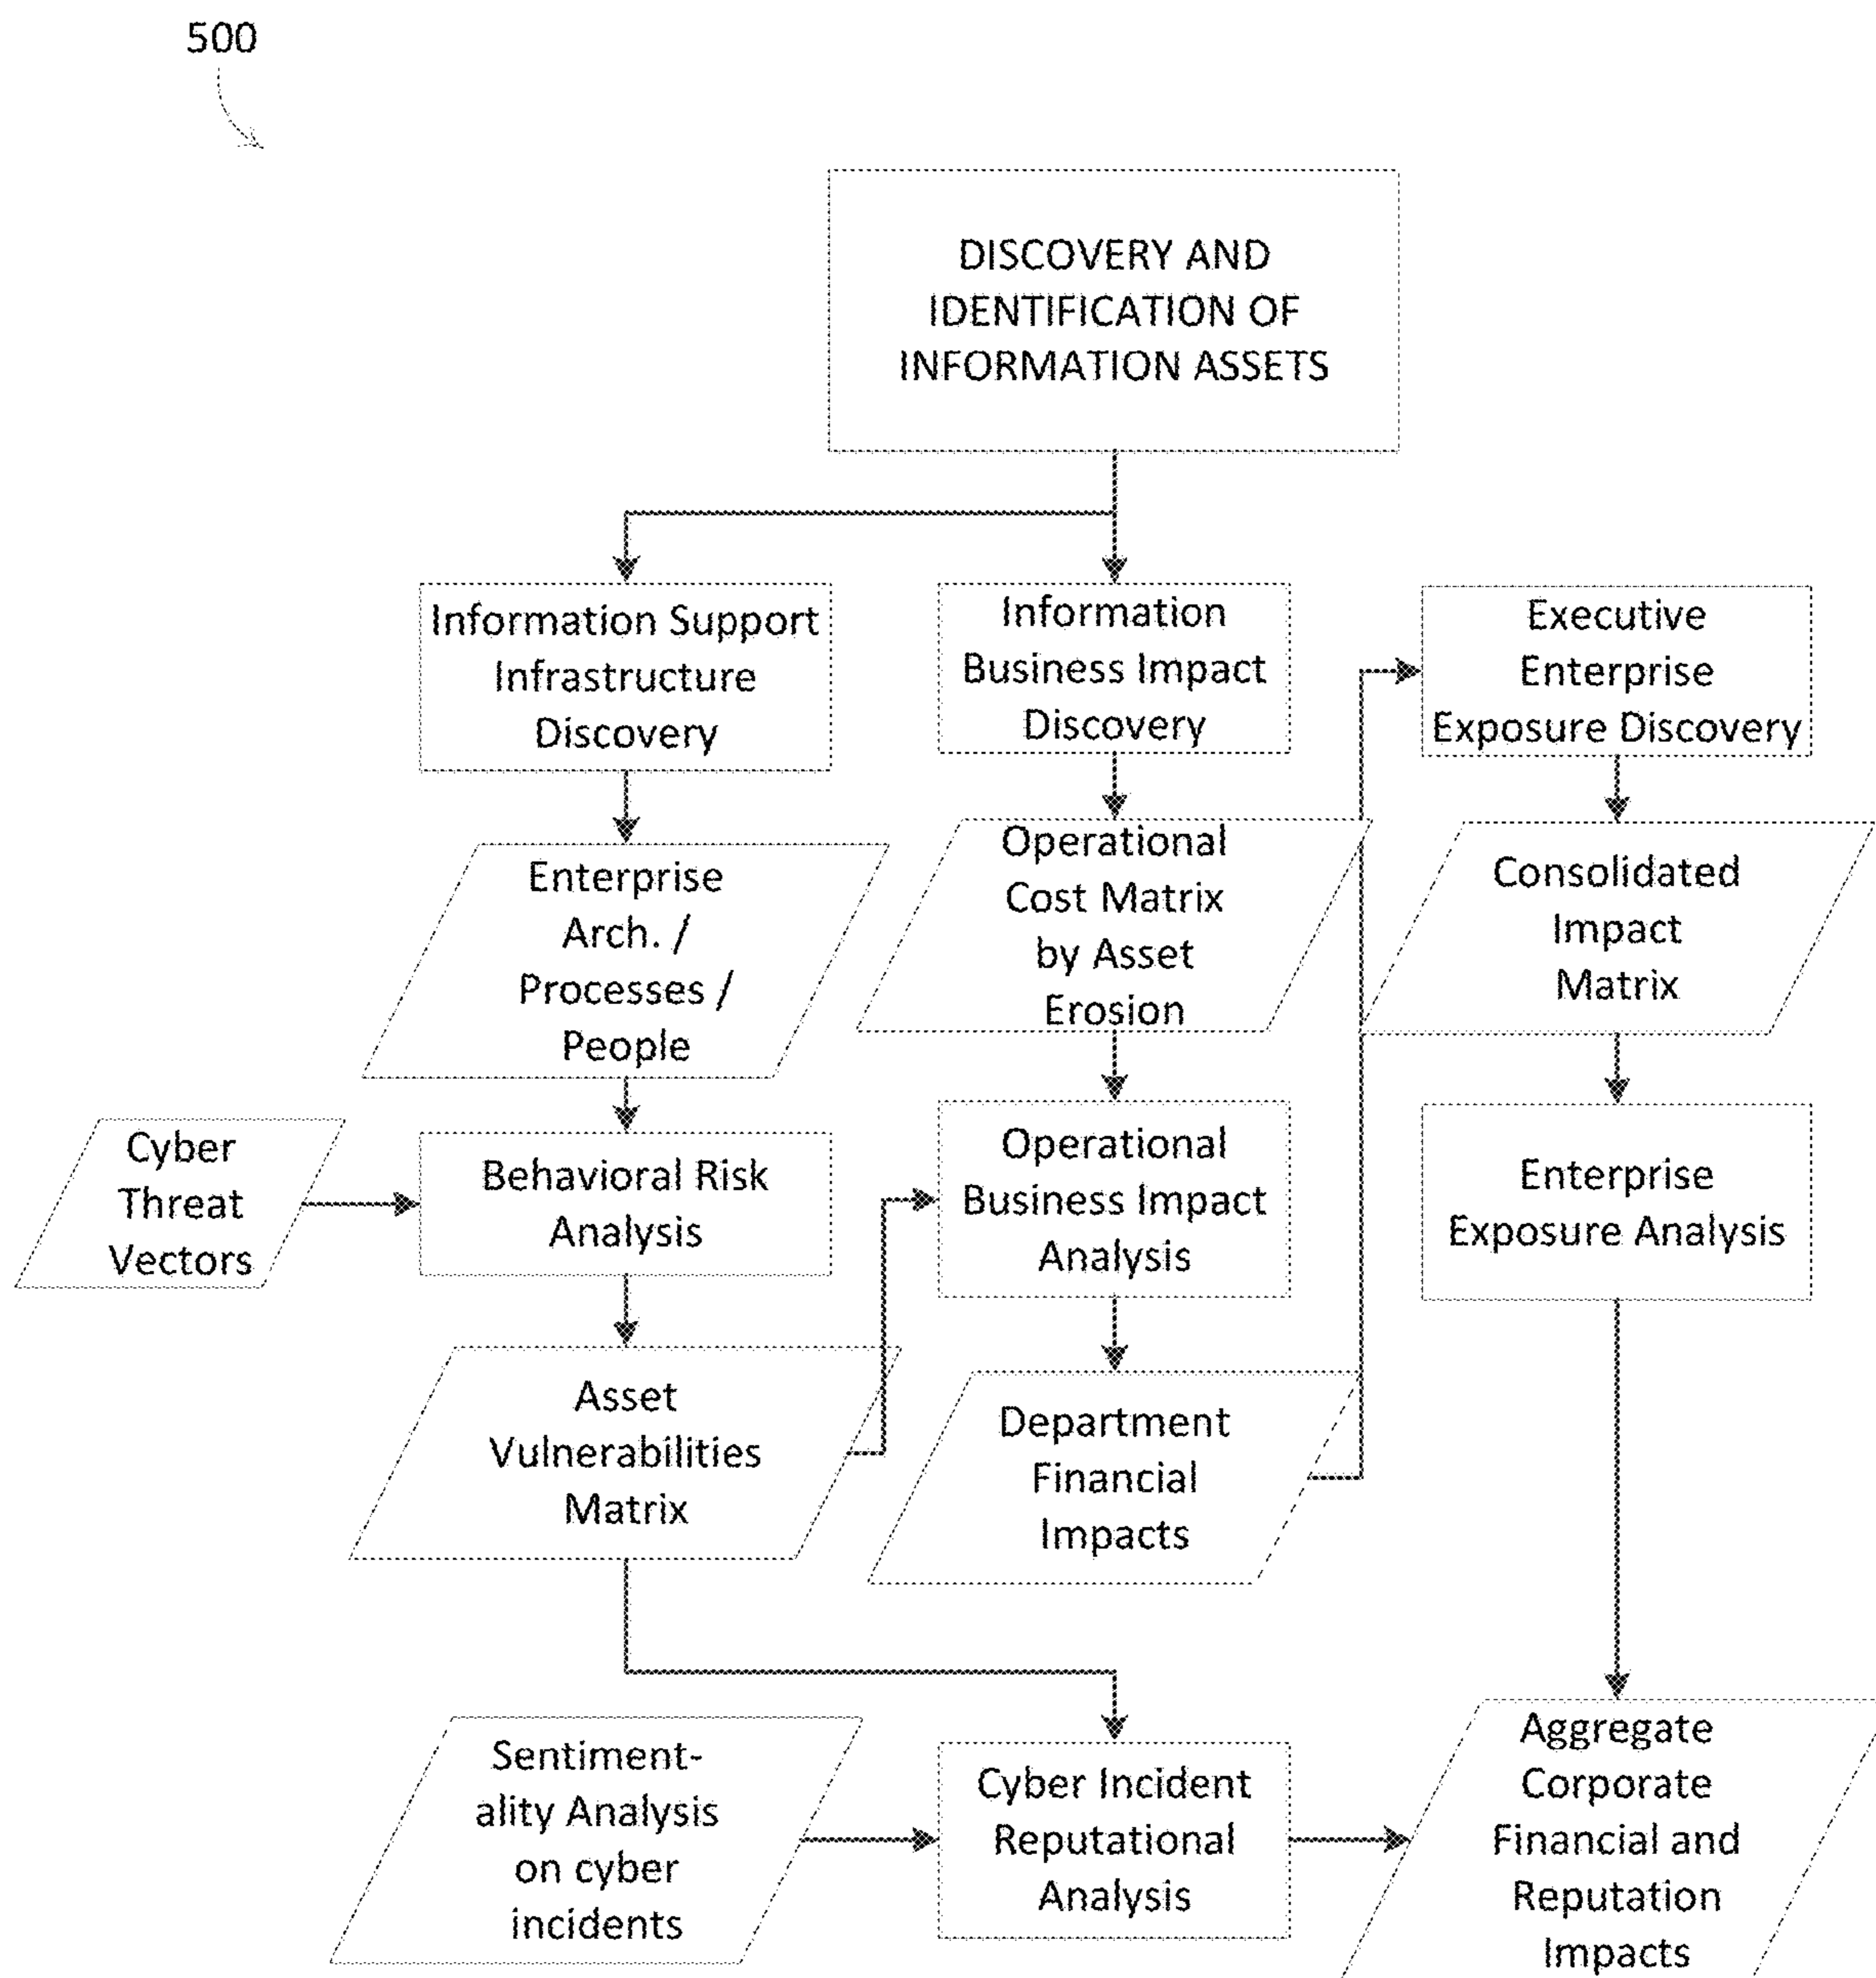 500
DISCOVERY AND
IDENTIFICATION OF
INFORMATION ASSETS
Information Support
Infrastructure
Discovery
Information
Business Impact
Discovery
Executive
Enterprise
Exposure Discovery
Enterprise
Arch. /
Processes /
People
Operational
Cost Matrix
by Asset
Erosion
Consolidated
Impact
Matrix
Cyber
Threat
Vectors
Behavioral Risk
Analysis
Operational
Business Impact
Analysis
Enterprise
Exposure Analysis
Asset
Vulnerabilities
Matrix
Department
Financial
Impacts
Sentiment-
ality Analysis
on cyber
incidents
Cyber Incident
Reputational
Analysis
Aggregate
Corporate
Financial and
Reputation
Impacts